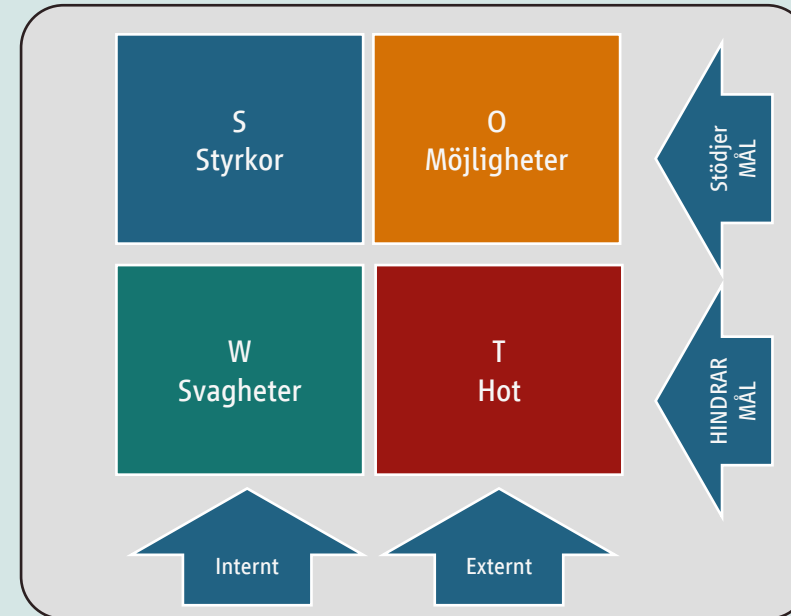 S
Styrkor
O
Möjligheter
Stödjer
MÅL
W
Svagheter
T
Hot
HINDRAR
MÅL
Internt
Externt